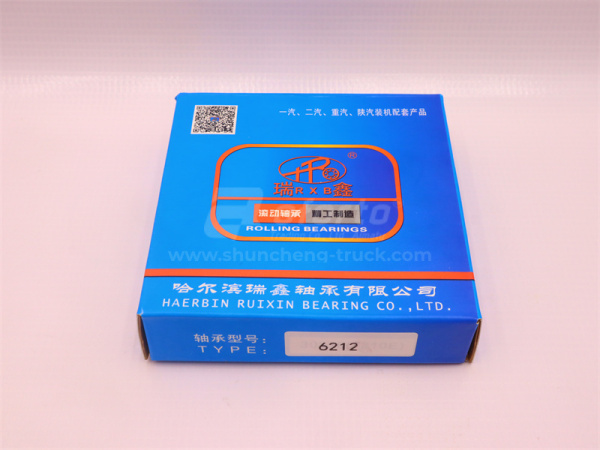 一汽、二汽、重汽、陕汽装机配套产品
®
瑞RXB鑫
滚动轴承 精工制造
ROLLING BEARINGS
www.shuncheng-truck.com
哈尔滨瑞鑫轴承有限公司
HAERBIN RUIXIN BEARING CO.,LTD.
轴承型号:
TYPE: 6212